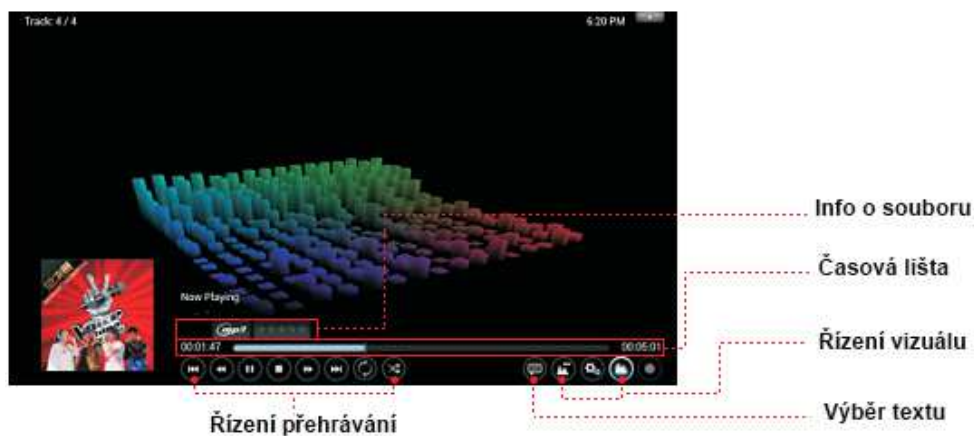 Track: 4 / 4
6:20 PM
Info o souboru
Časová lišta
Now Playing
mp3
00:01:47
00:05:01
Řízení vizuálu
Výběr textu
Řízení přehrávání